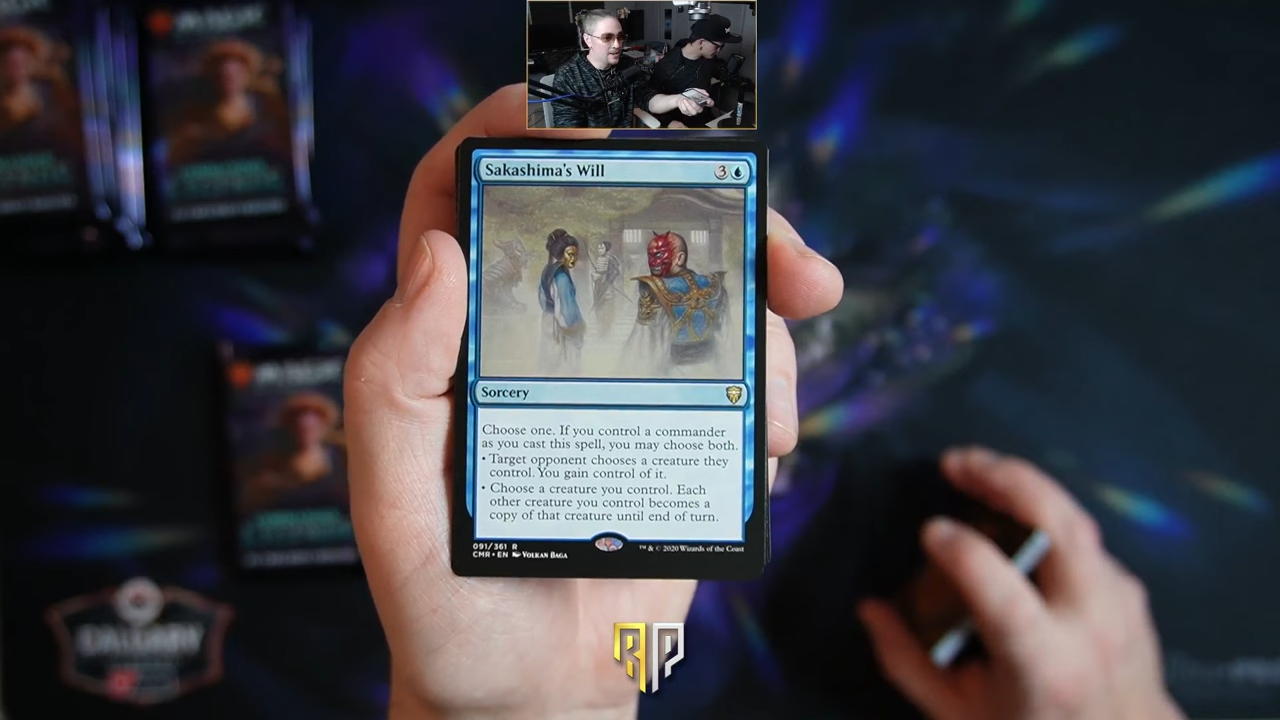 Sakashima's Will 3
Sorcery
Choose one. If you control a commander
as you cast this spell, you may choose both.
• Target opponent chooses a creature they
control. You gain control of it.
• Choose a creature you control. Each
other creature you control becomes a
copy of that creature until end of turn.
091/361 R
CMR • EN Volkan Baga
™ & © 2020 Wizards of the Coast
CALGARY
RP